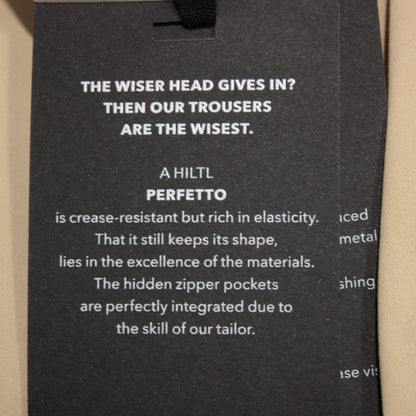 THE WISER HEAD GIVES IN?
THEN OUR TROUSERS
ARE THE WISEST.
A HILTL
PERFETTO
is crease-resistant but rich in elasticity.
That it still keeps its shape,
lies in the excellence of the materials.
The hidden zipper pockets
are perfectly integrated due to
the skill of our tailor.
metal